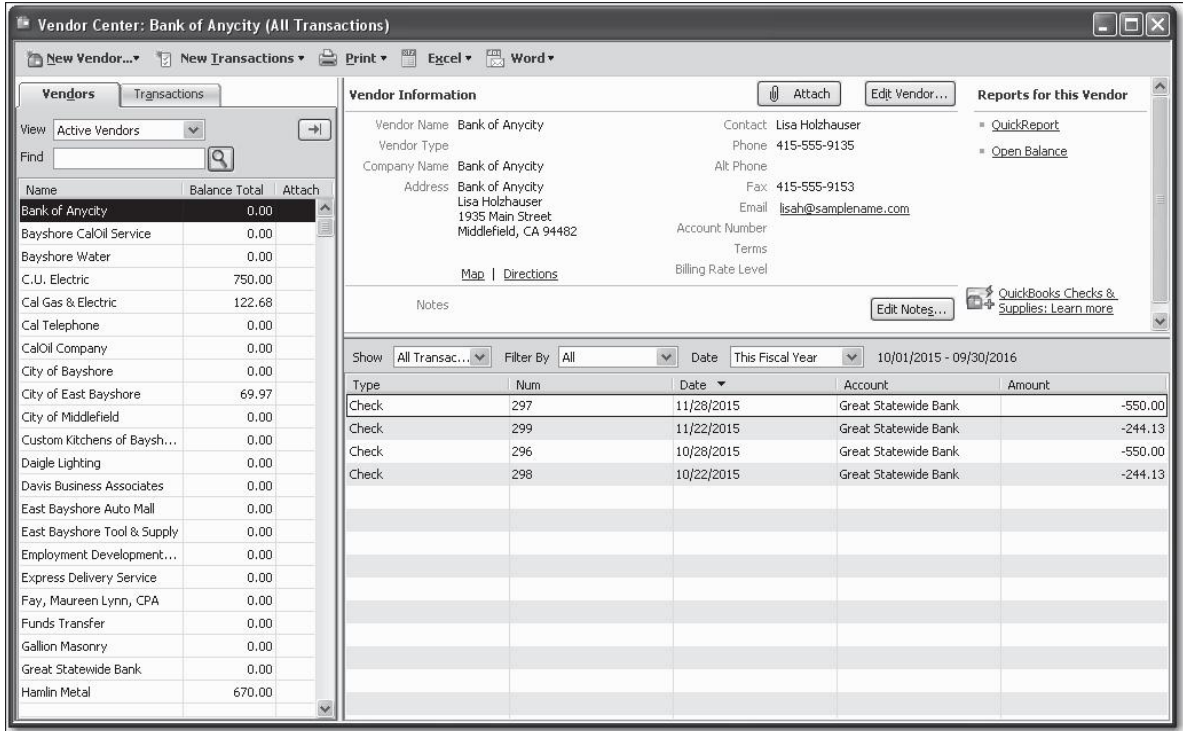 Vendor Center: Bank of Anycity (All Transactions)
New Vendor... New Transactions Print Excel Word
Vendors Transactions
View Active Vendors
Find
Name Balance Total Attach
Bank of Anycity 0.00
Bayshore CalOil Service 0.00
Bayshore Water 0.00
C.U. Electric 750.00
Cal Gas & Electric 122.68
Cal Telephone 0.00
CalOil Company 0.00
City of Bayshore 0.00
City of East Bayshore 69.97
City of Middlefield 0.00
Custom Kitchens of Baysh... 0.00
Daigle Lighting 0.00
Davis Business Associates 0.00
East Bayshore Auto Mall 0.00
East Bayshore Tool & Supply 0.00
Employment Development... 0.00
Express Delivery Service 0.00
Fay, Maureen Lynn, CPA 0.00
Funds Transfer 0.00
Gallion Masonry 0.00
Great Statewide Bank 0.00
Hamlin Metal 670.00
Vendor Information Attach Edit Vendor...
Vendor Name Bank of Anycity
Vendor Type
Company Name Bank of Anycity
Address Bank of Anycity
Lisa Holzhauser
1935 Main Street
Middlefield, CA 94482
Map | Directions
Contact Lisa Holzhauser
Phone 415-555-9135
Alt Phone
Fax 415-555-9153
Email lisah@samplename.com
Account Number
Terms
Billing Rate Level
Notes Edit Notes...
Reports for this Vendor
QuickReport
Open Balance
QuickBooks Checks &
Supplies: Learn more
Show All Transac... Filter By All Date This Fiscal Year 10/01/2015 - 09/30/2016
Type Num Date Account Amount
Check 297 11/28/2015 Great Statewide Bank -550.00
Check 299 11/22/2015 Great Statewide Bank -244.13
Check 296 10/28/2015 Great Statewide Bank -550.00
Check 298 10/22/2015 Great Statewide Bank -244.13